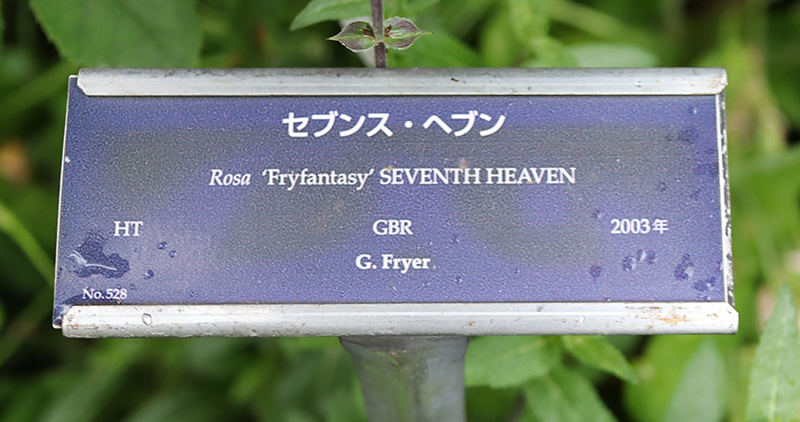 セブンス・ヘブン
Rosa 'Fryfantasy' SEVENTH HEAVEN
HT GBR 2003年
G. Fryer
No.528